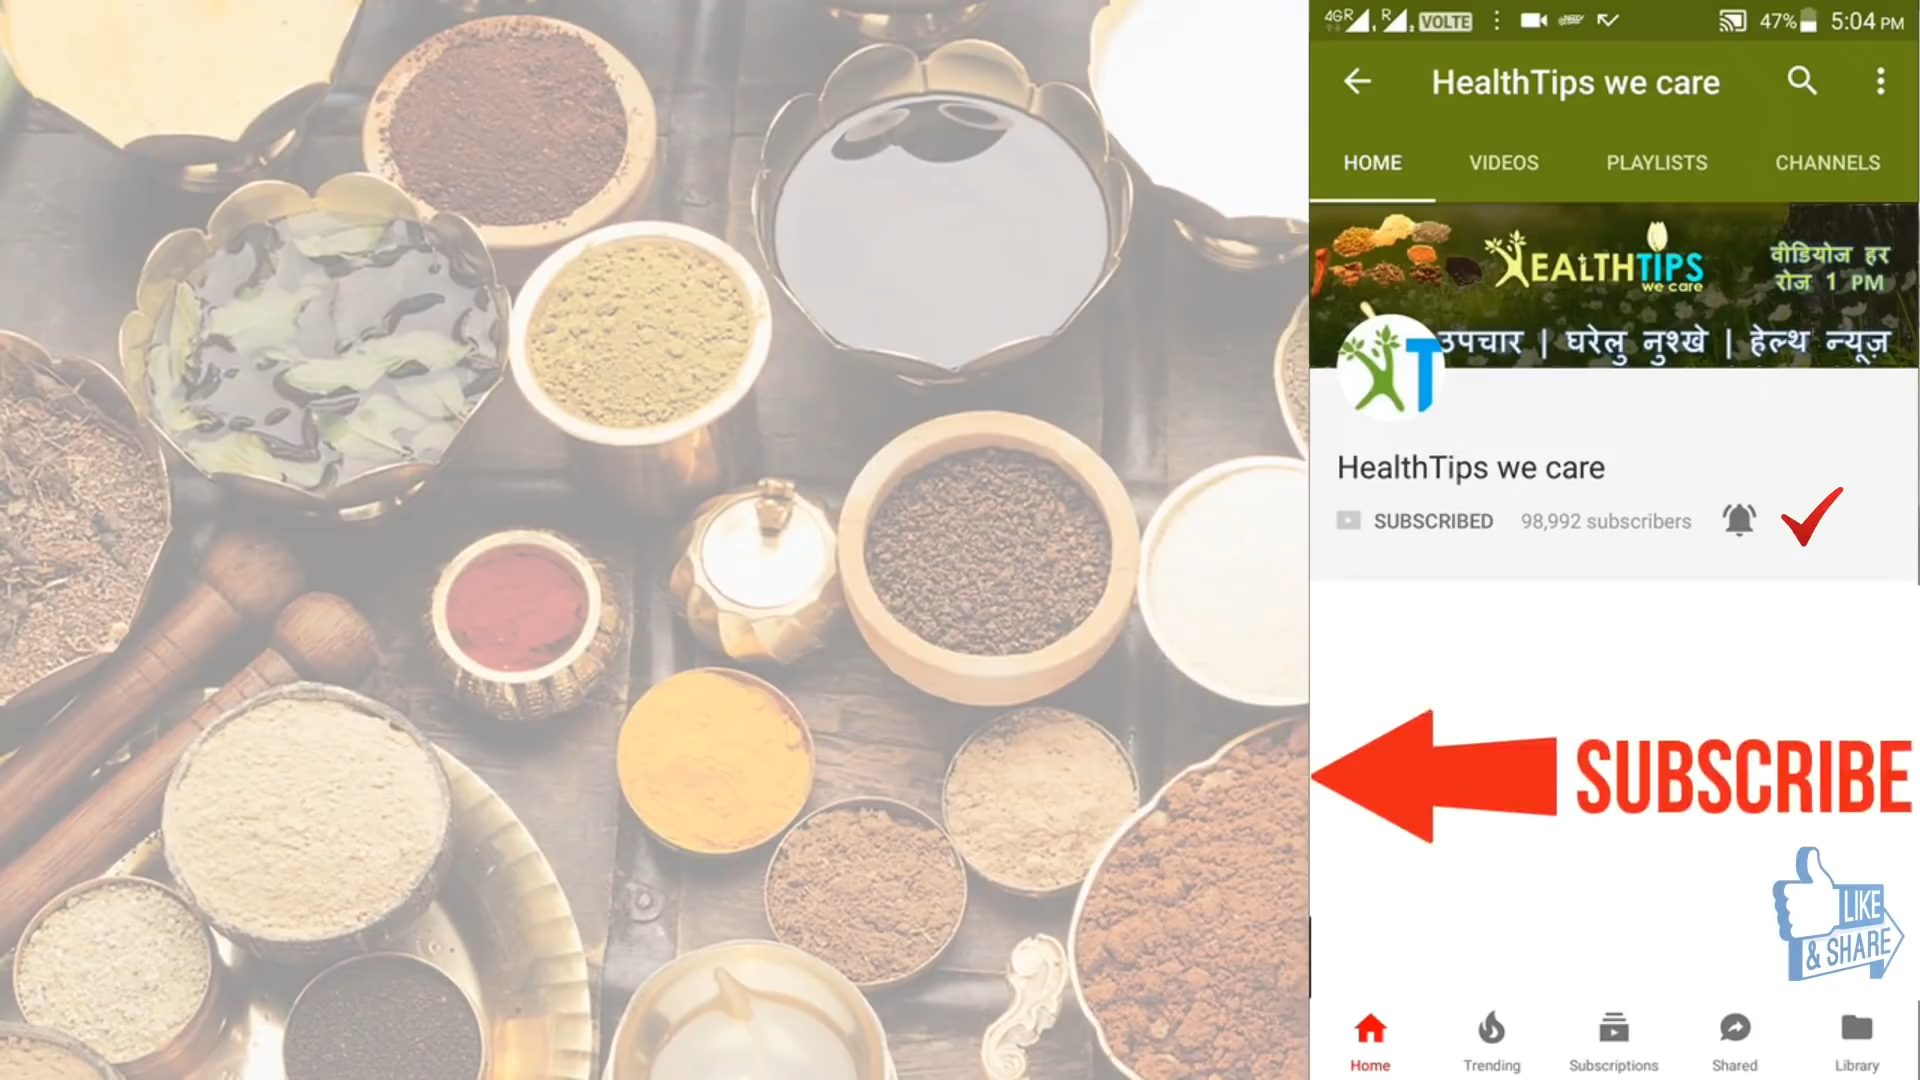 4G R R VOLTE 47% 5:04 PM
HealthTips we care
HOME VIDEOS PLAYLISTS CHANNELS
HEALTHTIPS
we care
वीडियोज हर
रोज 1 PM
उपचार | घरेलु नुश्खे | हेल्थ न्यूज़
T
HealthTips we care
SUBSCRIBED 98,992 subscribers
SUBSCRIBE
LIKE
& SHARE
Home Trending Subscriptions Shared Library